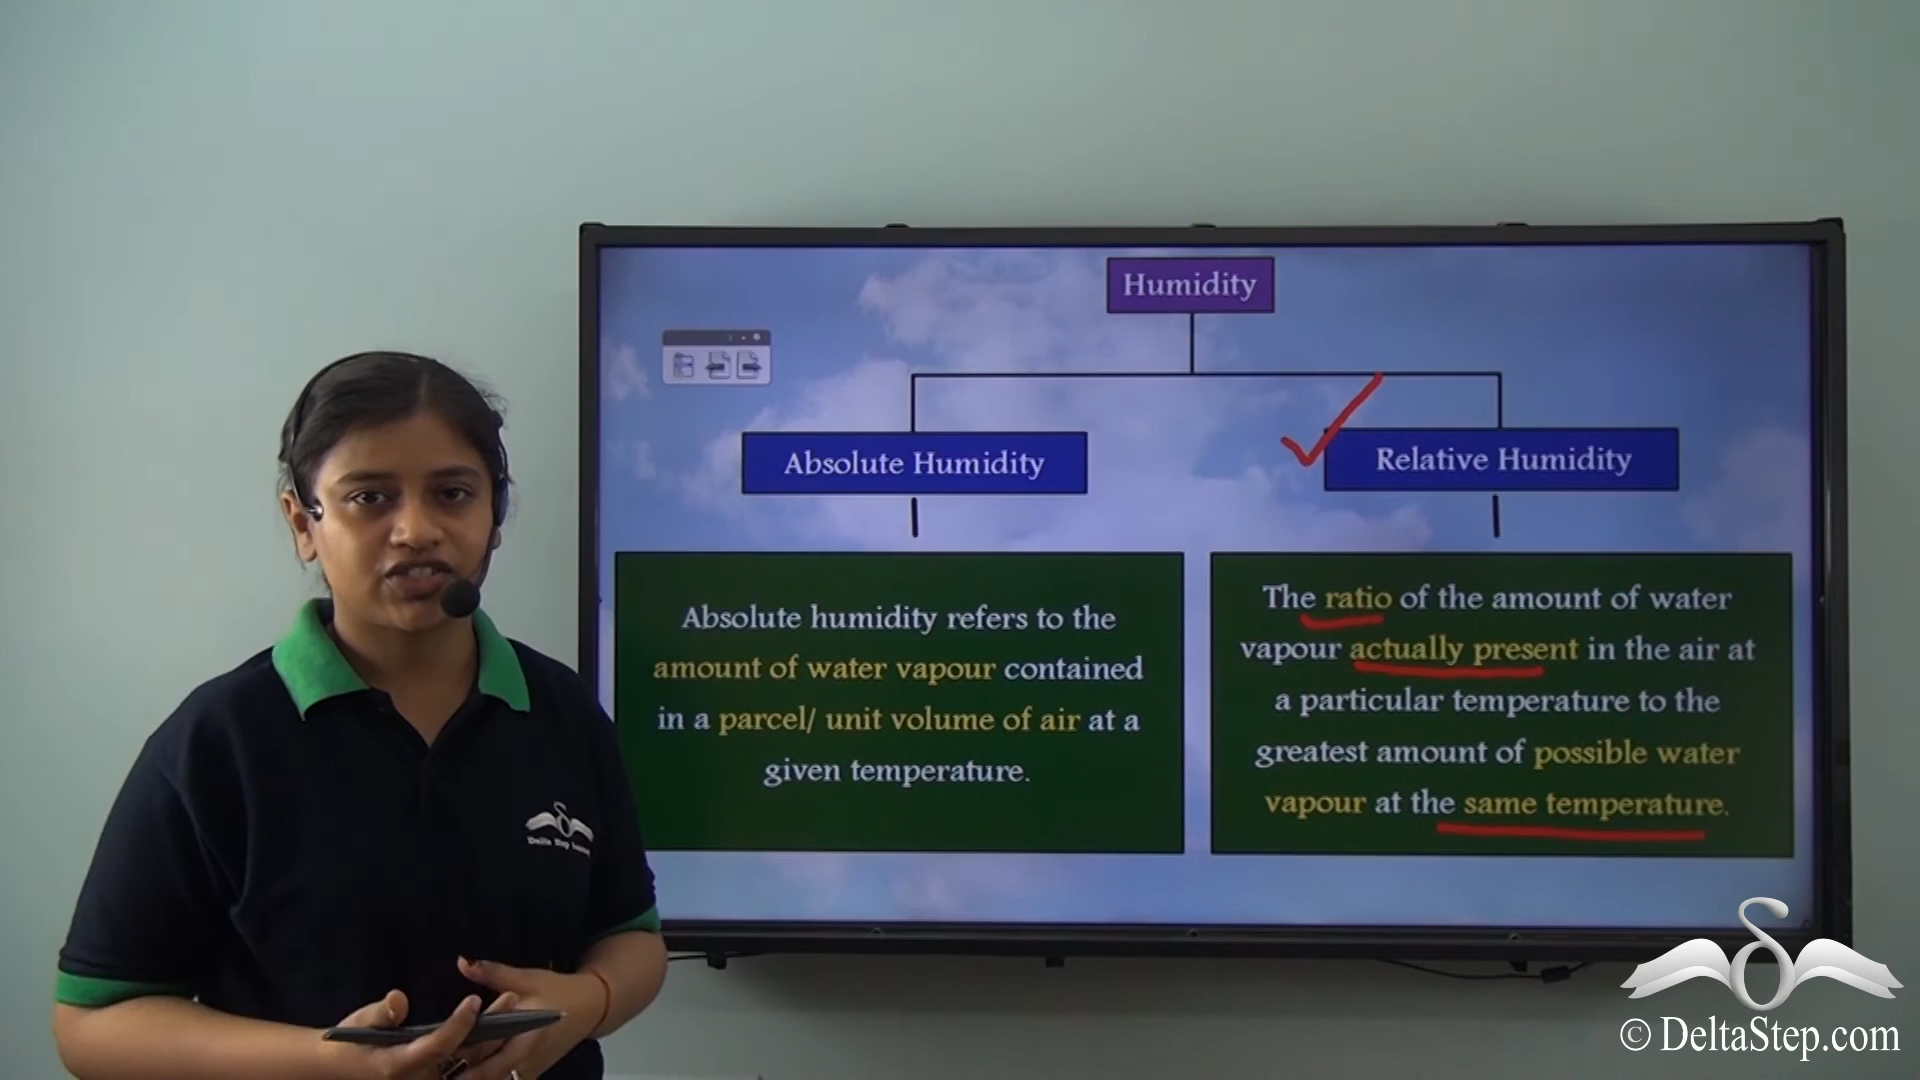 Humidity
Absolute Humidity
Relative Humidity
Absolute humidity refers to the
amount of water vapour contained
in a parcel/ unit volume of air at a
given temperature.
The ratio of the amount of water
vapour actually present in the air at
a particular temperature to the
greatest amount of possible water
vapour at the same temperature.
Delta Step
© DeltaStep.com